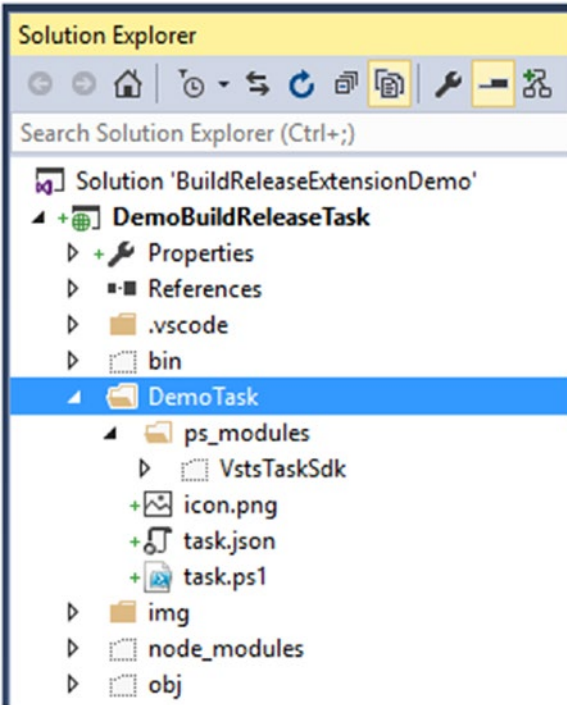 Solution Explorer
Search Solution Explorer (Ctrl+;)
Solution 'BuildReleaseExtensionDemo'
DemoBuildReleaseTask
Properties
References
.vscode
bin
DemoTask
ps_modules
VstsTaskSdk
icon.png
task.json
task.ps1
img
node_modules
obj